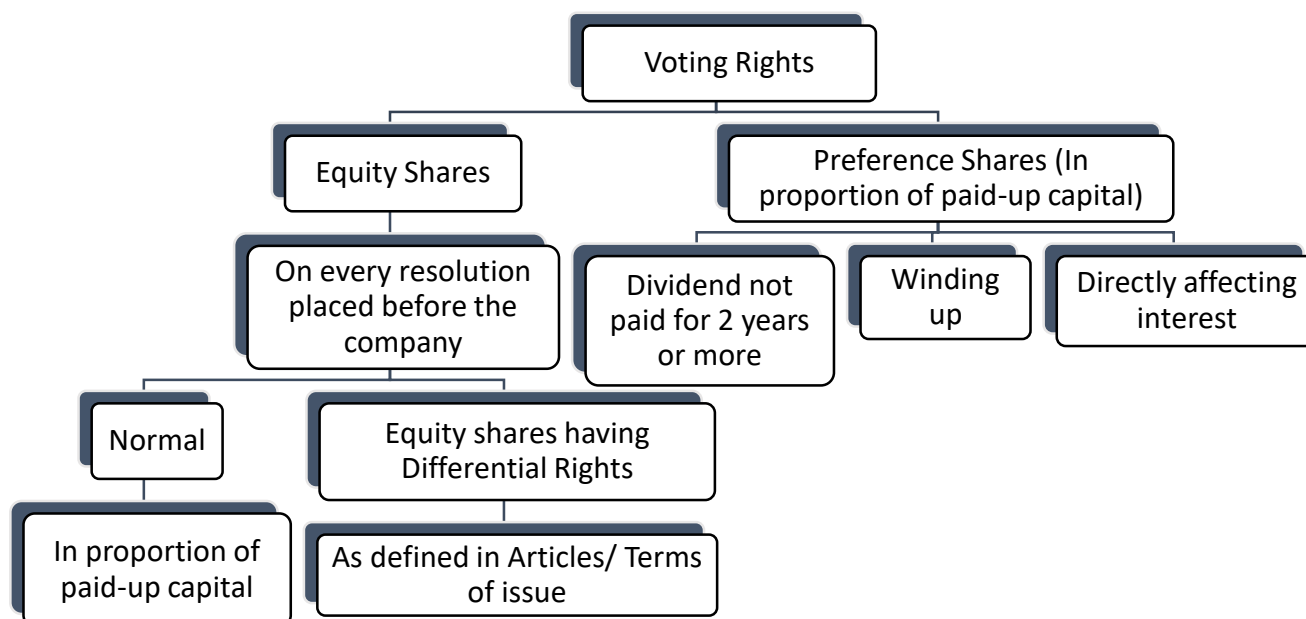 Voting Rights
Equity Shares
Preference Shares (In
proportion of paid-up capital)
On every resolution
placed before the
company
Dividend not
paid for 2 years
or more
Winding
up
Directly affecting
interest
Normal
Equity shares having
Differential Rights
In proportion of
paid-up capital
As defined in Articles/ Terms
of issue